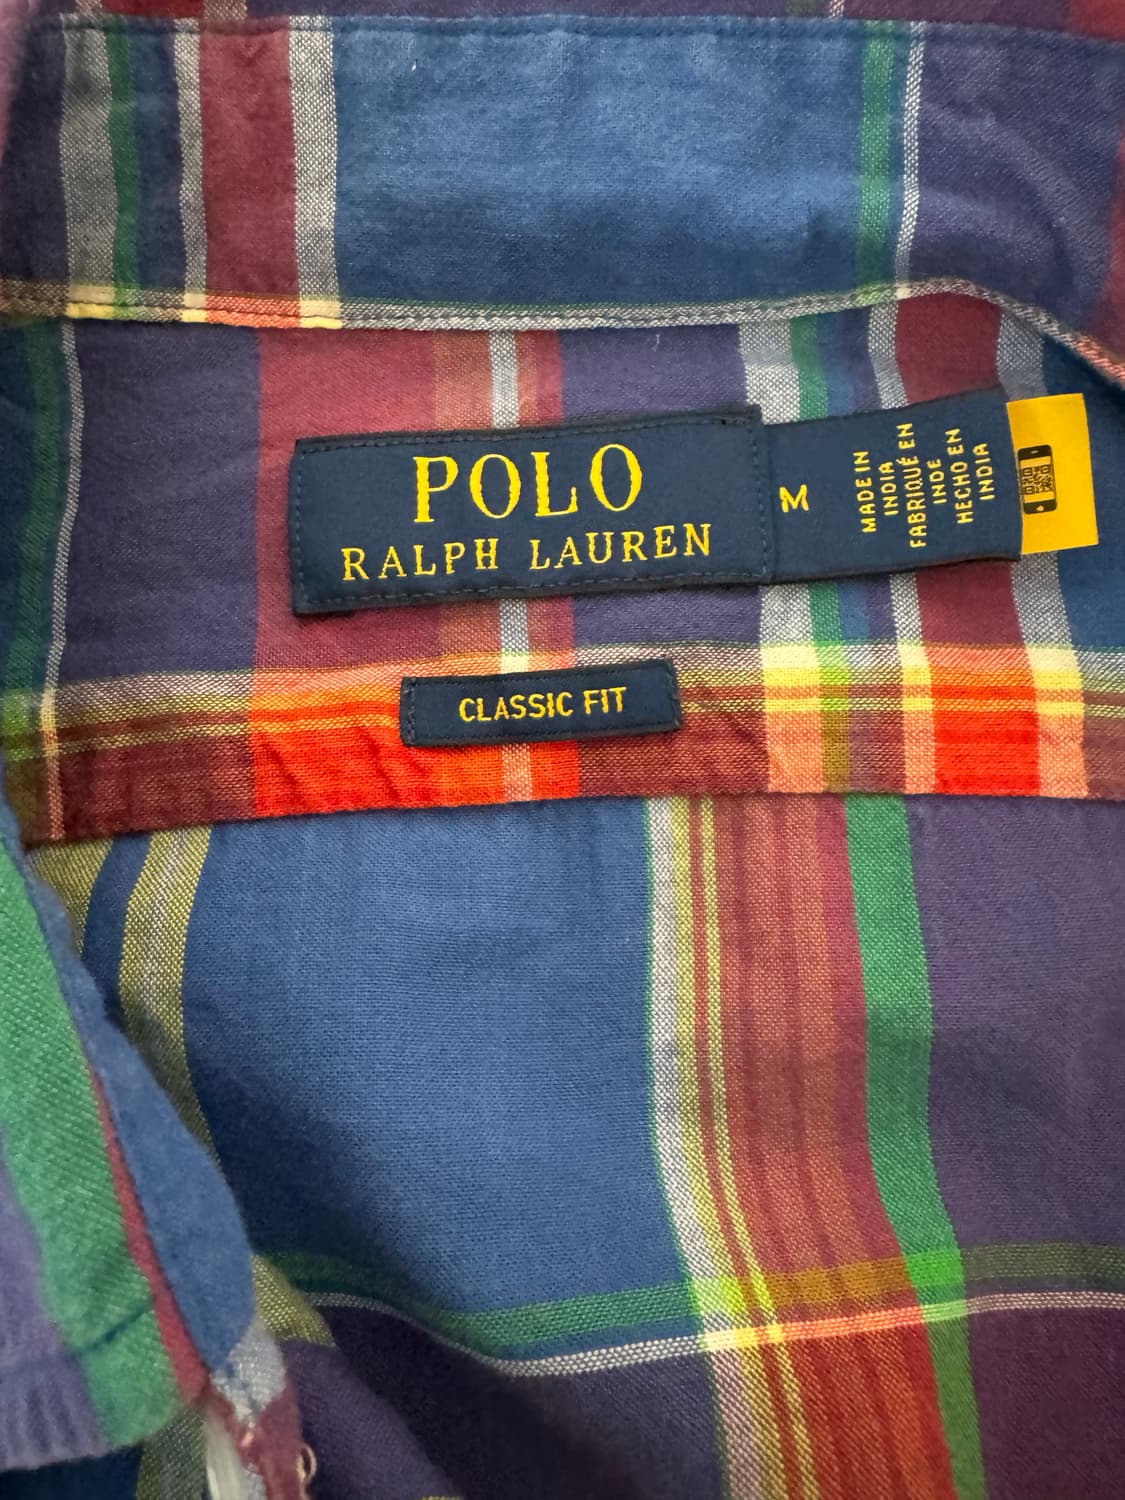 POLO
RALPH LAUREN
M
MADE IN
INDIA
FABRIQUÉ EN
INDE
HECHO EN
INDIA
CLASSIC FIT